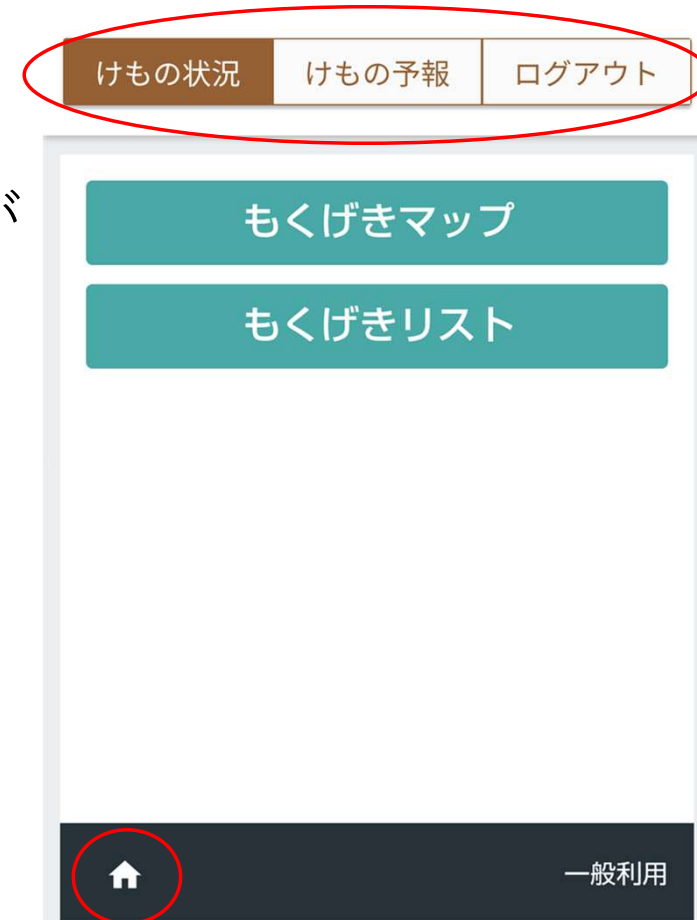 けもの状況 けもの予報 ログアウト
が
もくげきマップ
もくげきリスト
一般利用